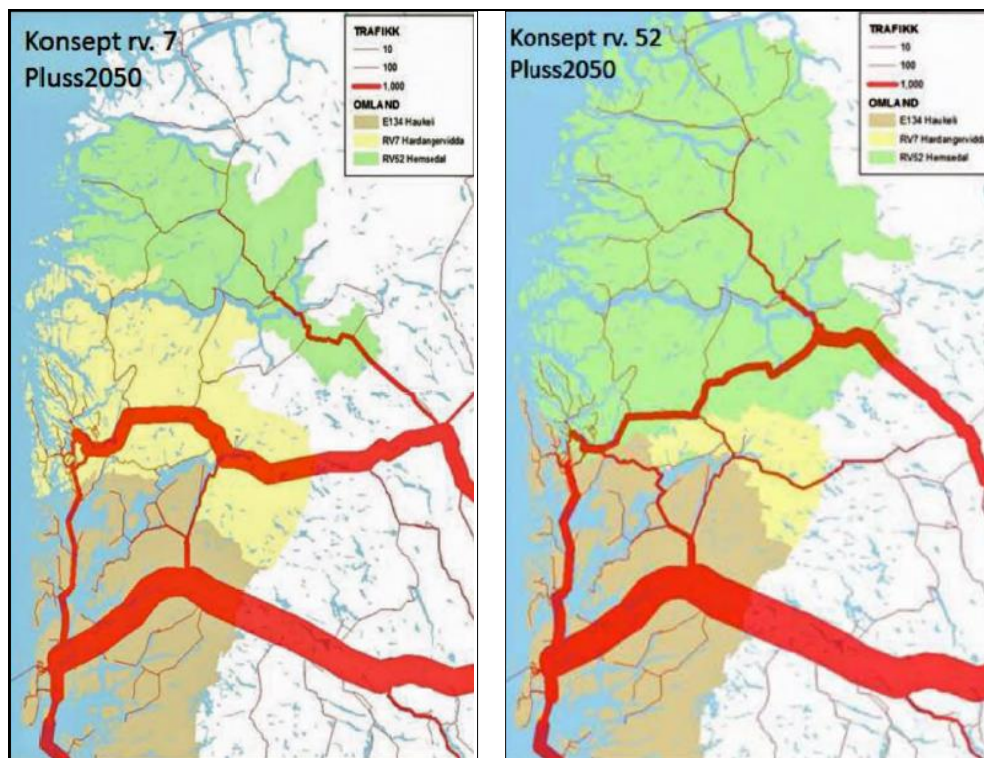 Konsept rv. 7
Pluss2050
TRAFIKK
10
100
1,000
OMLAND
E134 Haukeli
RV7 Hardangervidda
RV52 Hemsedal
Konsept rv. 52
Pluss2050
TRAFIKK
10
100
1,000
OMLAND
E134 Haukeli
RV7 Hardangervidda
RV52 Hemsedal